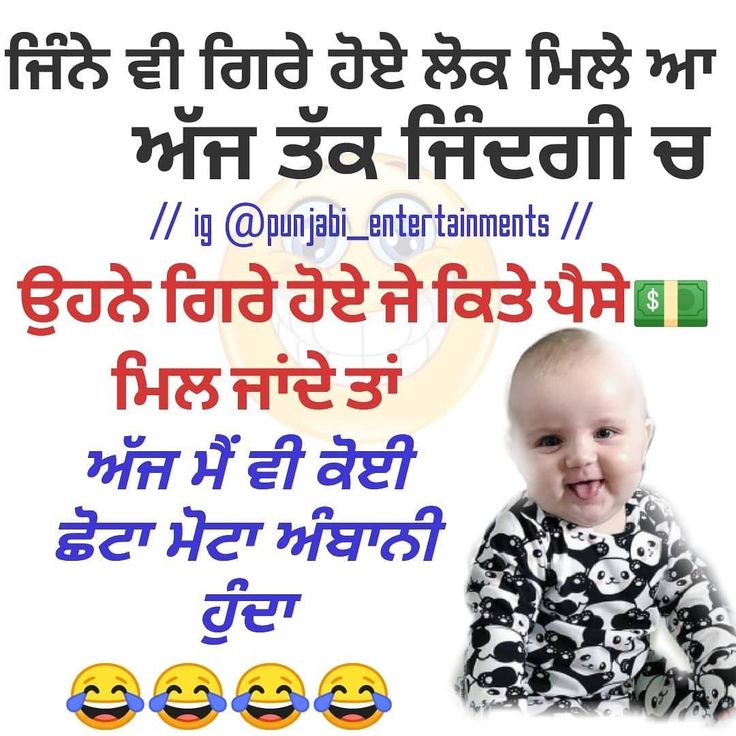 ਜਿੰਨੇ ਵੀ ਗਿਰੇ ਹੋਏ ਲੋਕ ਮਿਲੇ ਆ
ਅੱਜ ਤੱਕ ਜਿੰਦਗੀ ਚ
// ig @punjabi_entertainments //
ਉਹਨੇ ਗਿਰੇ ਹੋਏ ਜੇ ਕਿਤੇ ਪੈਸੇ💵
ਮਿਲ ਜਾਂਦੇ ਤਾਂ
ਅੱਜ ਮੈਂ ਵੀ ਕੋਈ
ਛੋਟਾ ਮੋਟਾ ਅੰਬਾਨੀ
ਹੁੰਦਾ
😂😂😂😂